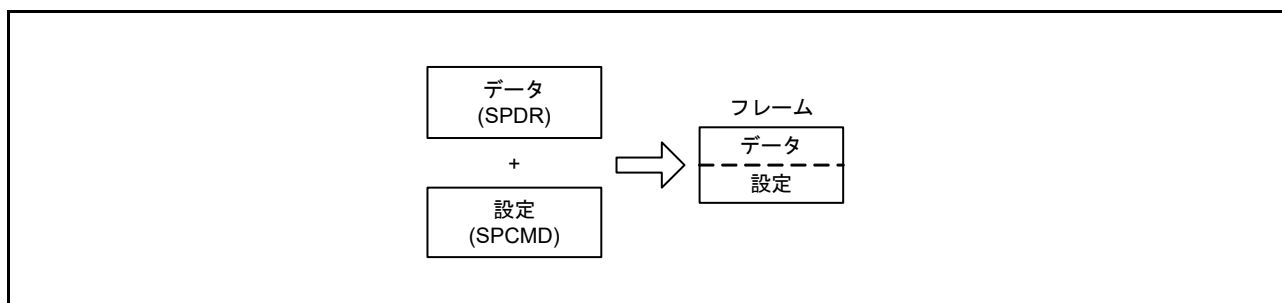 データ
(SPDR)
+
設定
(SPCMD)
フレーム
データ
設定